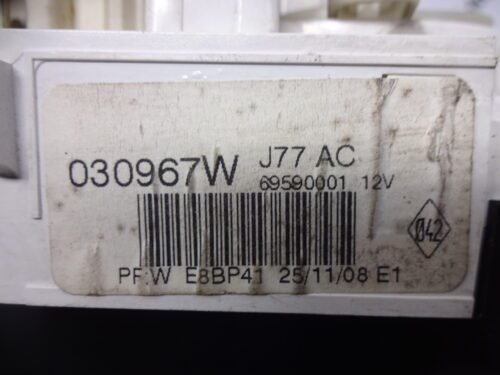 030967W
J77 AC
69590001 12V
042
PF.W E8BP41 25/11/08 E1